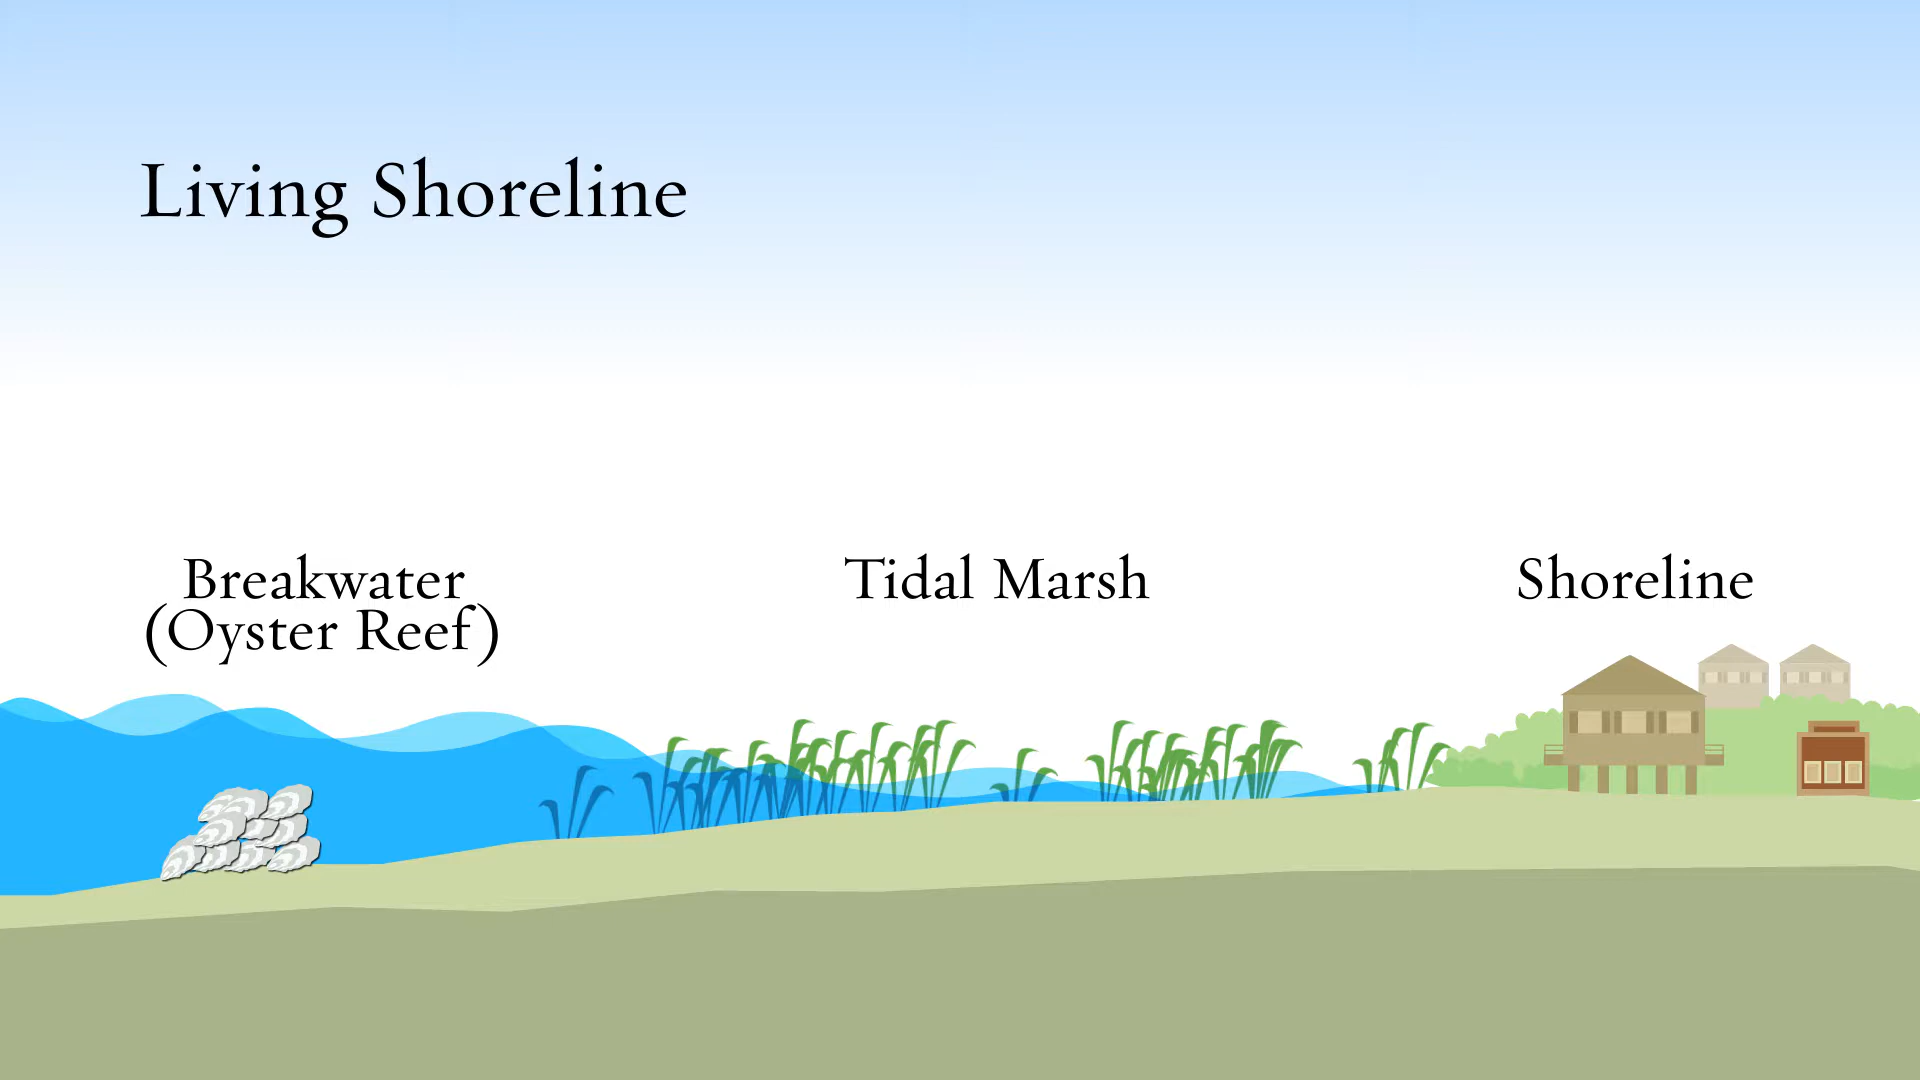 Living Shoreline
Breakwater
(Oyster Reef)
Tidal Marsh
Shoreline